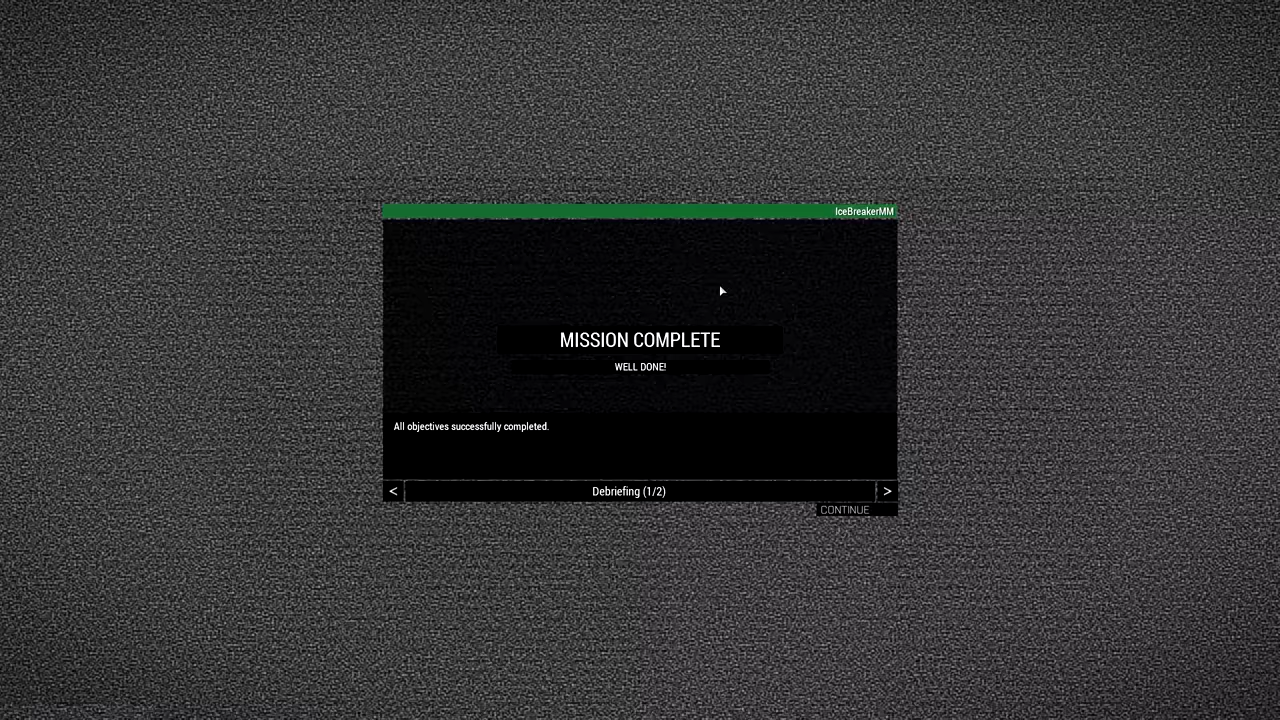 IceBreakerMM
MISSION COMPLETE
WELL DONE!
All objectives successfully completed.
< Debriefing (1/2) >
CONTINUE